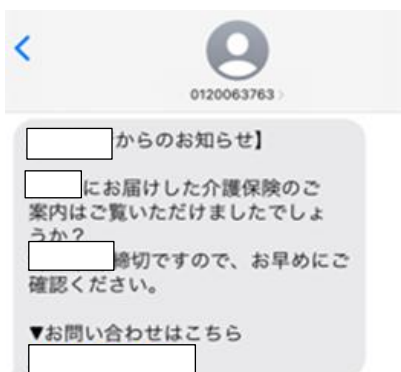 0120063763
からのお知らせ】
にお届けした介護保険のご
案内はご覧いただけましたでしょ
うか？
締切ですので、お早めにご
確認ください。
▼お問い合わせはこちら